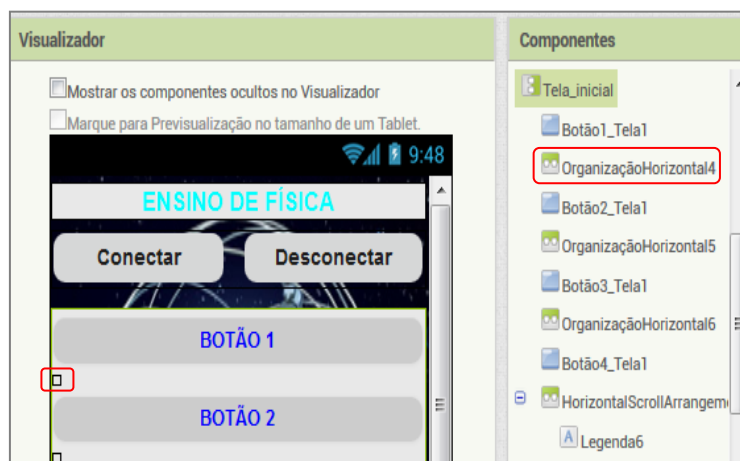 Visualizador
Mostrar os componentes ocultos no Visualizador
Marque para Previsualização no tamanho de um Tablet.
9:48
ENSINO DE FÍSICA
Conectar
Desconectar
BOTÃO 1
BOTÃO 2
Componentes
Tela_inicial
Botão1_Tela1
OrganizaçãoHorizontal4
Botão2_Tela1
OrganizaçãoHorizontal5
Botão3_Tela1
OrganizaçãoHorizontal6
Botão4_Tela1
HorizontalScrollArrangem
Legenda6